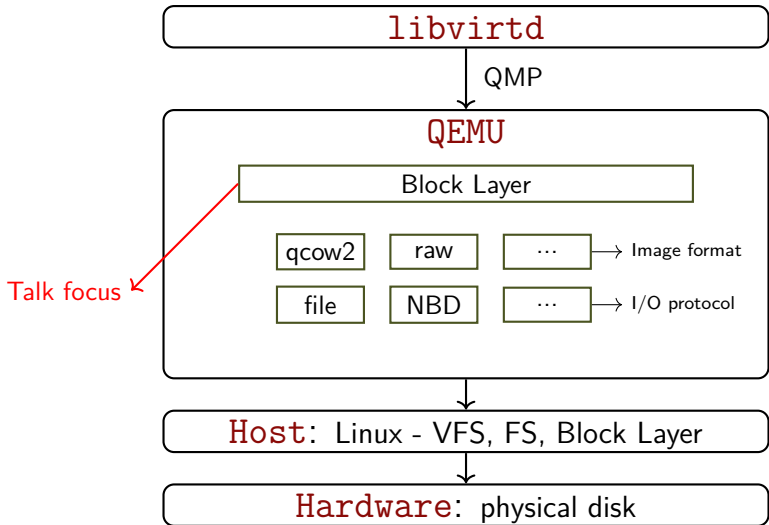 libvirtd
QMP
QEMU
Block Layer
qcow2 raw ... Image format
Talk focus
file NBD ... I/O protocol
Host: Linux - VFS, FS, Block Layer
Hardware: physical disk